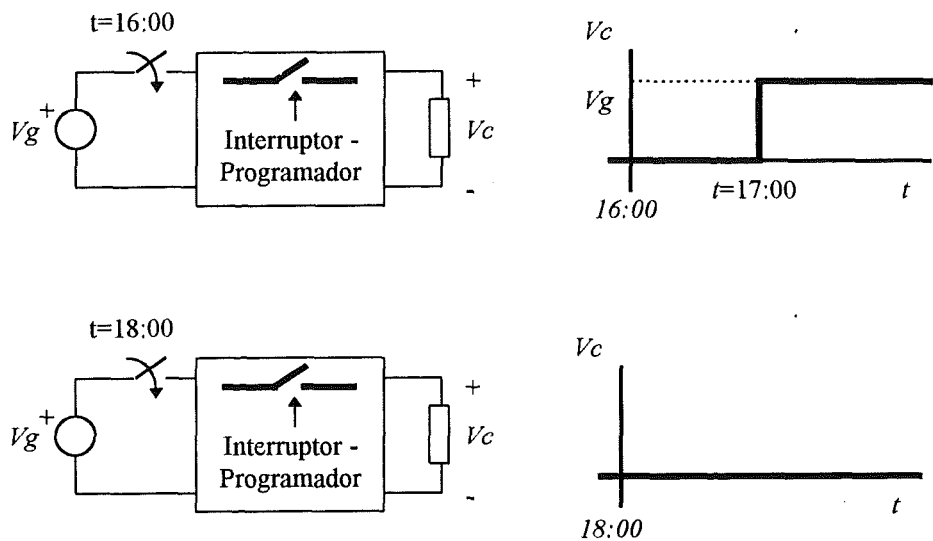 t=16:00
+
Vg
Interruptor -
Programador
+
Vc
-
Vc
Vg
16:00
t=17:00
t
t=18:00
+
Vg
Interruptor -
Programador
+
Vc
-
Vc
18:00
t